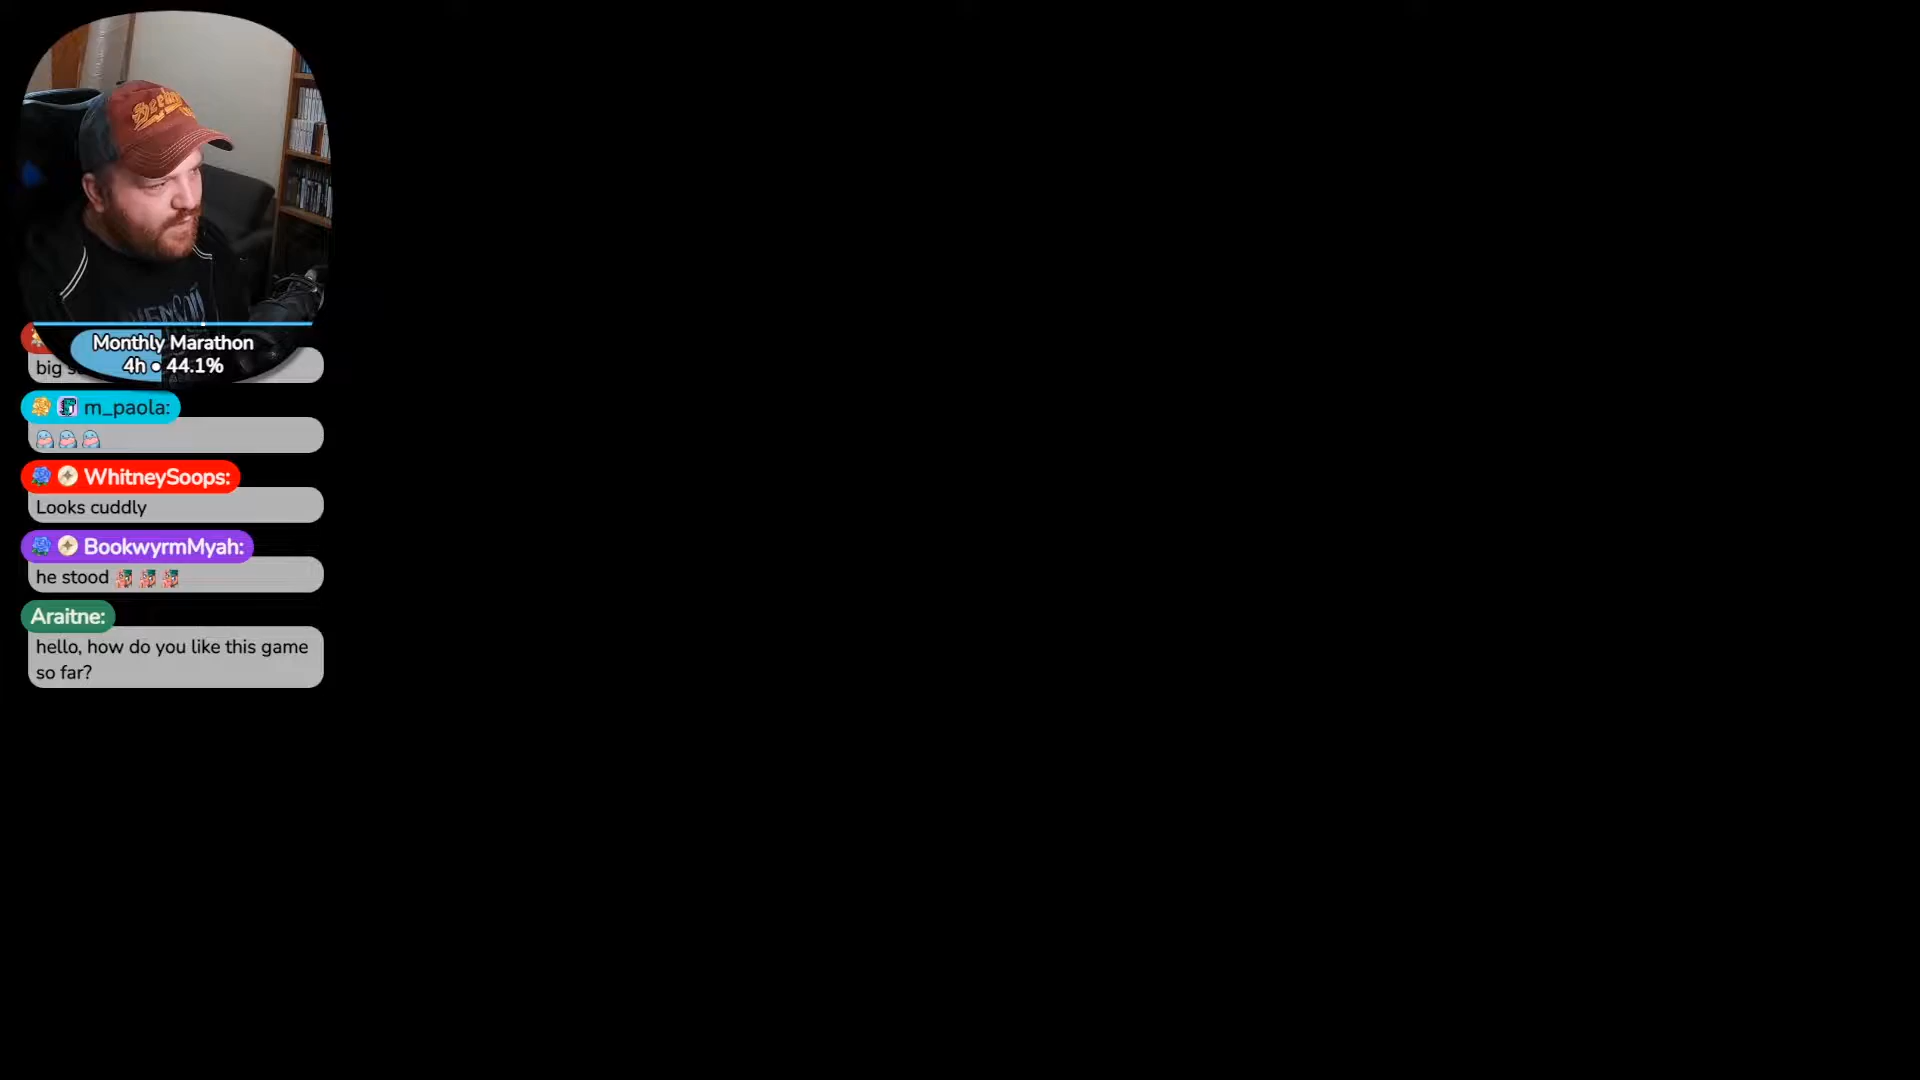 Monthly Marathon
4h • 44.1%
big
m_paola:
WhitneySoops:
Looks cuddly
BookwyrmMyah:
he stood
Araitne:
hello, how do you like this game
so far?